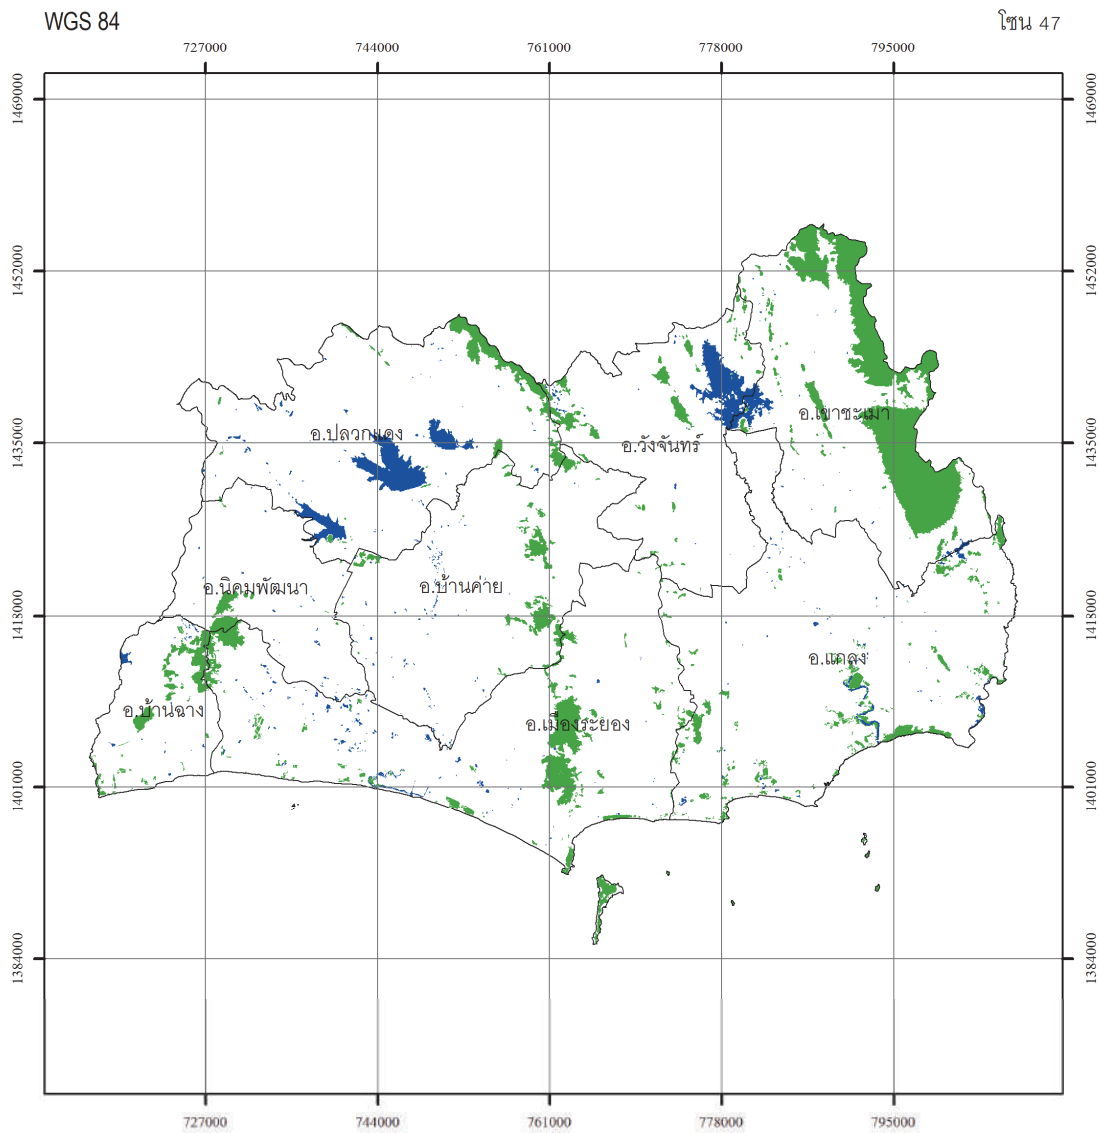 WGS 84 โซน 47
727000 744000 761000 778000 795000
1469000 1469000
1452000 1452000
อ.เขาชะเมา
อ.ปลวกแดง
1435000 อ.วังจันทร์ 1435000
อ.นิคมพัฒนา อ.บ้านค่าย
1418000 1418000
อ.แกลง
อ.บ้านฉาง อ.เมืองระยอง
1401000 1401000
1384000 1384000
727000 744000 761000 778000 795000